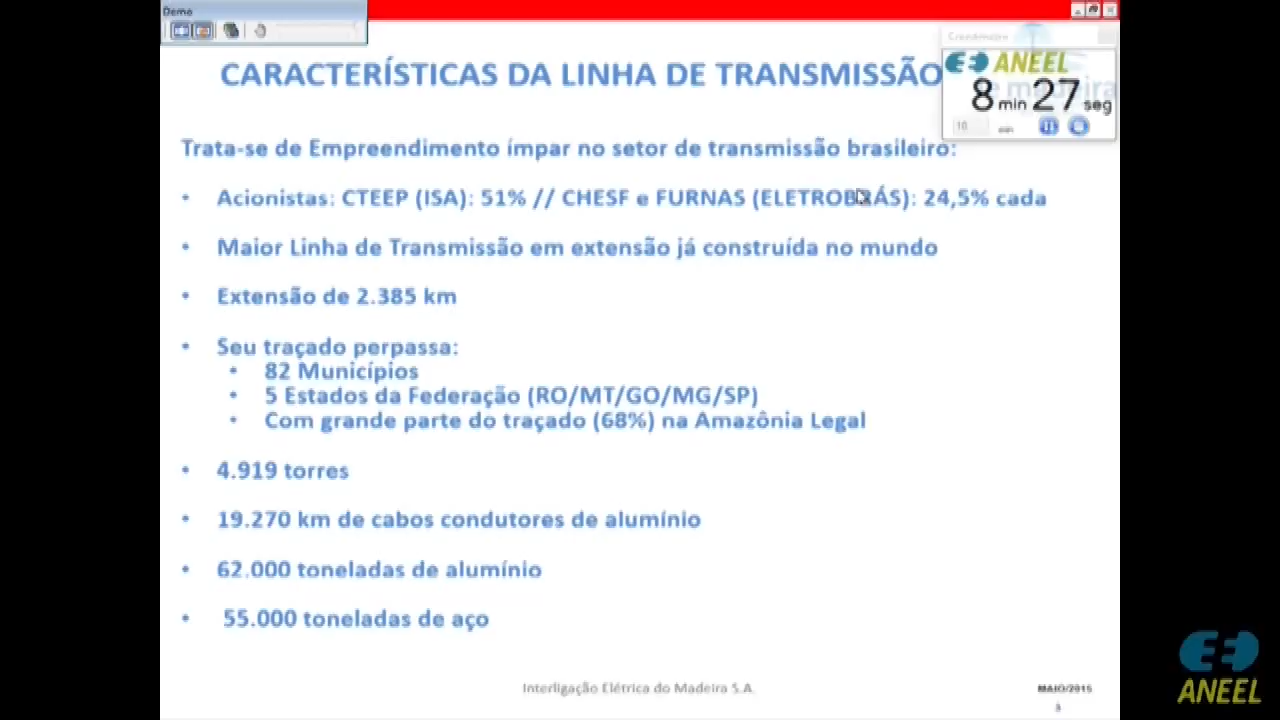 Demo
Cronômetro
ANEEL
8 min 27 seg
10 min
CARACTERÍSTICAS DA LINHA DE TRANSMISSÃO
Trata-se de Empreendimento ímpar no setor de transmissão brasileiro:
• Acionistas: CTEEP (ISA): 51% // CHESF e FURNAS (ELETROBRÁS): 24,5% cada
• Maior Linha de Transmissão em extensão já construída no mundo
• Extensão de 2.385 km
• Seu traçado perpassa:
• 82 Municípios
• 5 Estados da Federação (RO/MT/GO/MG/SP)
• Com grande parte do traçado (68%) na Amazônia Legal
• 4.919 torres
• 19.270 km de cabos condutores de alumínio
• 62.000 toneladas de alumínio
• 55.000 toneladas de aço
Interligação Elétrica do Madeira S.A.
MAIO/2015
3
ANEEL